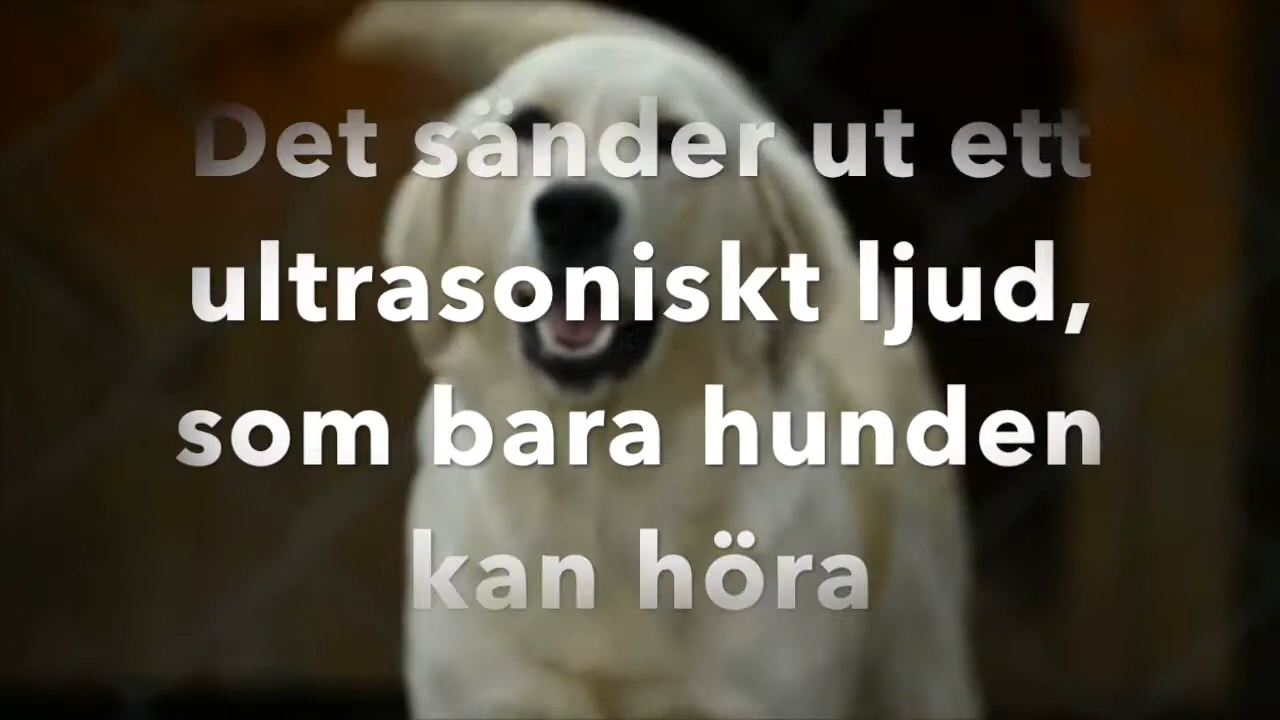 Det sänder ut ett
ultrasoniskt ljud,
som bara hunden
kan höra